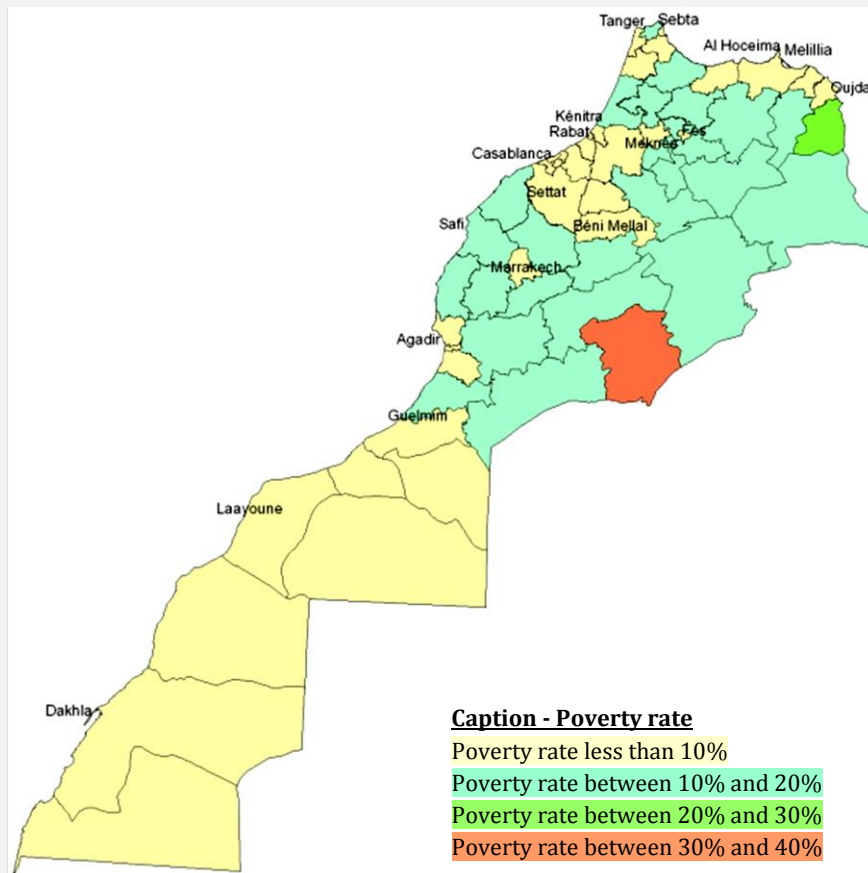 Tanger Sebta
Al Hoceima Melillia
Oujda
Kénitra
Rabat Fès
Meknès
Casablanca
Settat
Safi Béni Mellal
Marrakech
Agadir
Guelmim
Laayoune
Dakhla
Caption - Poverty rate
Poverty rate less than 10%
Poverty rate between 10% and 20%
Poverty rate between 20% and 30%
Poverty rate between 30% and 40%